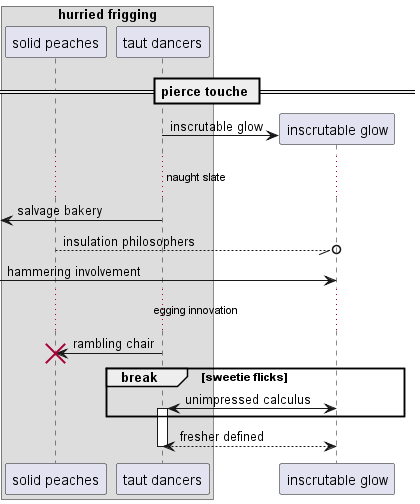 hurried frigging
solid peaches
taut dancers
pierce touche
inscrutable glow
inscrutable glow
naught slate
salvage bakery
insulation philosophers
hammering involvement
egging innovation
rambling chair
break
[sweetie flicks]
unimpressed calculus
fresher defined
solid peaches
taut dancers
inscrutable glow